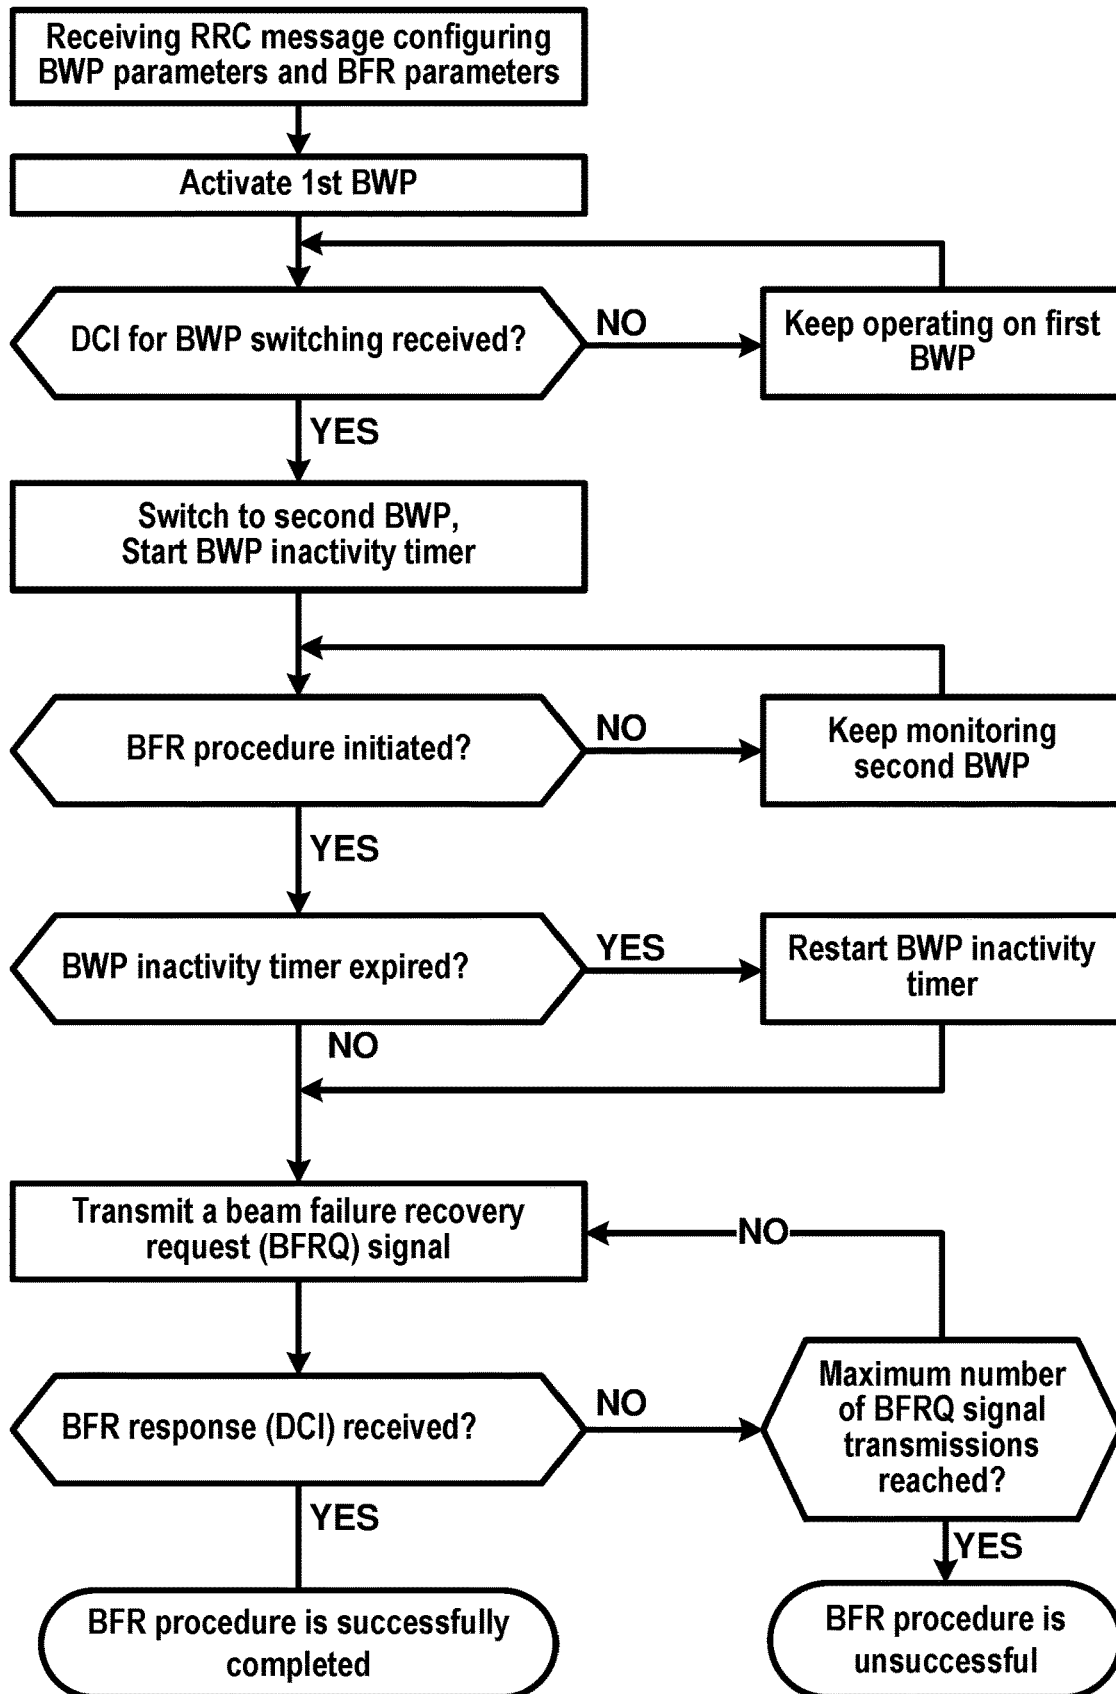 Receiving RRC message configuring
BWP parameters and BFR parameters
Activate 1st BWP
DCI for BWP switching received?
NO
Keep operating on first
BWP
YES
Switch to second BWP,
Start BWP inactivity timer
BFR procedure initiated?
NO
Keep monitoring
second BWP
YES
BWP inactivity timer expired?
YES
Restart BWP inactivity
timer
NO
Transmit a beam failure recovery
request (BFRQ) signal
NO
BFR response (DCI) received?
NO
Maximum number
of BFRQ signal
transmissions
reached?
YES
YES
BFR procedure is successfully
completed
BFR procedure is
unsuccessful